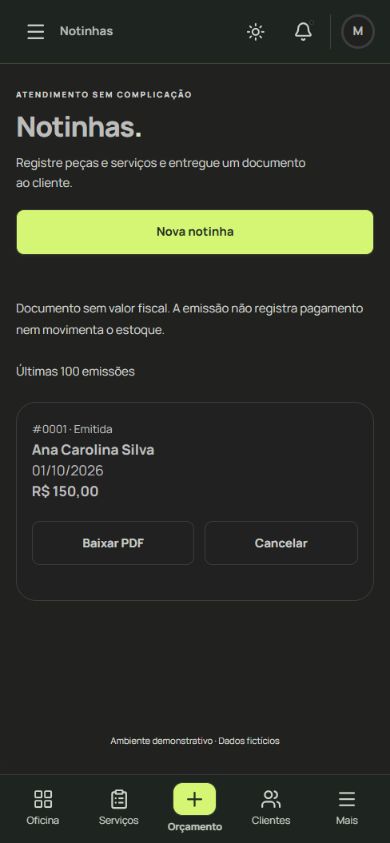 Notinhas
M
ATENDIMENTO SEM COMPLICAÇÃO
Notinhas.
Registre peças e serviços e entregue um documento
ao cliente.
Nova notinha
Documento sem valor fiscal. A emissão não registra pagamento
nem movimenta o estoque.
Últimas 100 emissões
#0001 · Emitida
Ana Carolina Silva
01/10/2026
R$ 150,00
Baixar PDF
Cancelar
Ambiente demonstrativo · Dados fictícios
Oficina
Serviços
Orçamento
Clientes
Mais